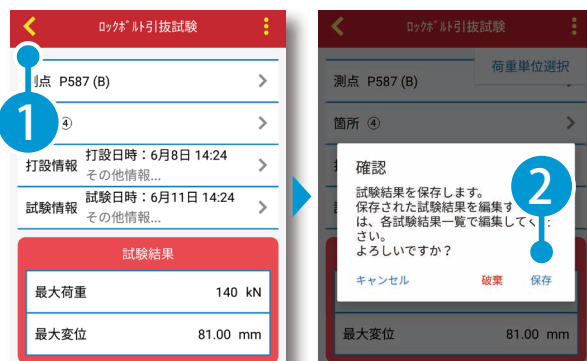 ロックボルト引抜試験
測点 P587 (B)
④
打設情報 打設日時：6月8日 14:24
その他情報...
試験情報 試験日時：6月11日 14:24
その他情報...
試験結果
最大荷重 140 kN
最大変位 81.00 mm
1
ロックボルト引抜試験
荷重単位選択
測点 P587 (B)
箇所 ④
確認
試験結果を保存します。
保存された試験結果を編集す
は、各試験結果一覧で編集してく
さい。
よろしいですか？
キャンセル 破棄 保存
2
最大変位 81.00 mm